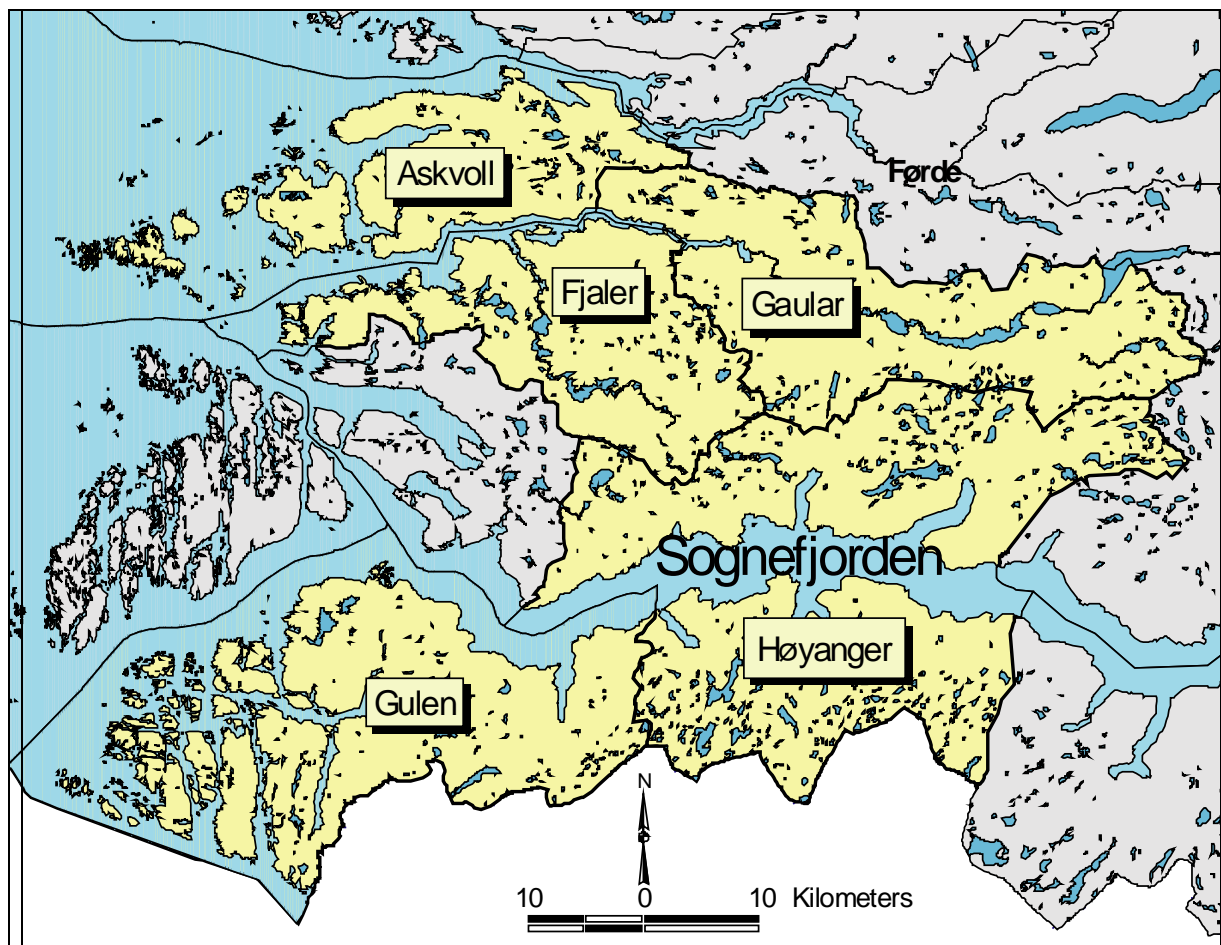 Førde
Askvoll
Fjaler
Gaular
Sognefjorden
Høyanger
Gulen
N
10 0 10 Kilometers